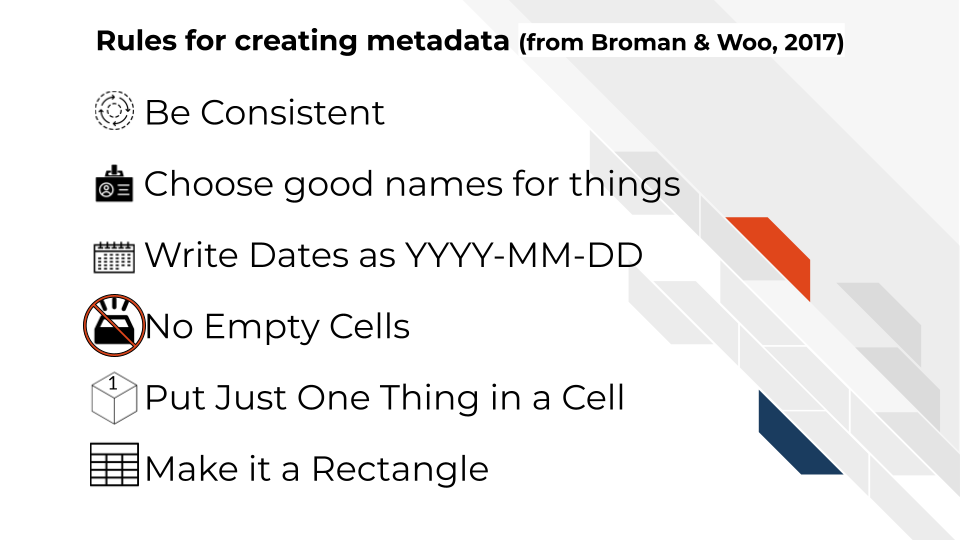 Rules for creating metadata (from Broman & Woo, 2017)
Be Consistent
Choose good names for things
Write Dates as YYYY-MM-DD
No Empty Cells
1
Put Just One Thing in a Cell
Make it a Rectangle